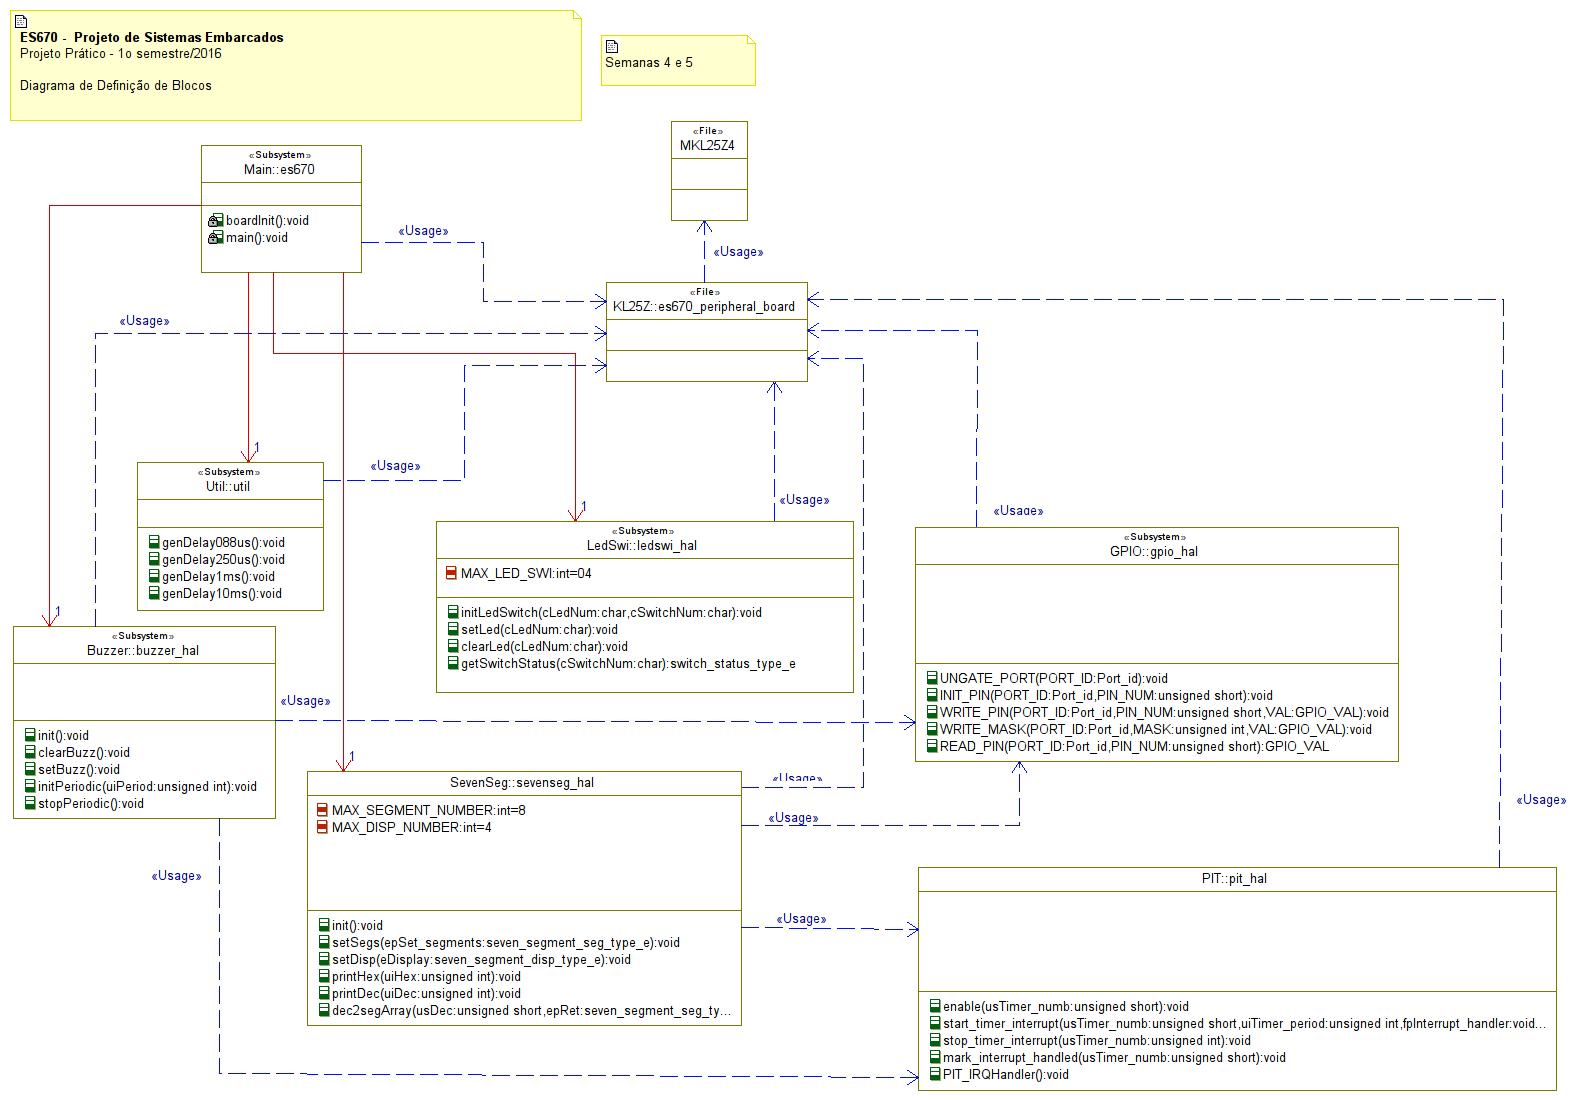 ES670 - Projeto de Sistemas Embarcados
Projeto Prático - 1o semestre/2016
Diagrama de Definição de Blocos
Semanas 4 e 5
«File»
MKL25Z4
«Subsystem»
Main::es670
boardInit():void
main():void
«Usage»
«Usage»
«File»
KL25Z::es670_peripheral_board
«Usage»
1
«Usage»
«Subsystem»
Util::util
genDelay088us():void
genDelay250us():void
genDelay1ms():void
genDelay10ms():void
«Usage»
1
«Subsystem»
LedSwi::ledswi_hal
MAX_LED_SWI:int=04
initLedSwitch(cLedNum:char,cSwitchNum:char):void
setLed(cLedNum:char):void
clearLed(cLedNum:char):void
getSwitchStatus(cSwitchNum:char):switch_status_type_e
«Usage»
«Subsystem»
GPIO::gpio_hal
UNGATE_PORT(PORT_ID:Port_id):void
INIT_PIN(PORT_ID:Port_id,PIN_NUM:unsigned short):void
WRITE_PIN(PORT_ID:Port_id,PIN_NUM:unsigned short,VAL:GPIO_VAL):void
WRITE_MASK(PORT_ID:Port_id,MASK:unsigned int,VAL:GPIO_VAL):void
READ_PIN(PORT_ID:Port_id,PIN_NUM:unsigned short):GPIO_VAL
1
«Subsystem»
Buzzer::buzzer_hal
init():void
clearBuzz():void
setBuzz():void
initPeriodic(uiPeriod:unsigned int):void
stopPeriodic():void
«Usage»
1
SevenSeg::sevenseg_hal
MAX_SEGMENT_NUMBER:int=8
MAX_DISP_NUMBER:int=4
init():void
setSegs(epSet_segments:seven_segment_seg_type_e):void
setDisp(eDisplay:seven_segment_disp_type_e):void
printHex(uiHex:unsigned int):void
printDec(uiDec:unsigned int):void
dec2segArray(usDec:unsigned short,epRet:seven_segment_seg_ty...
«Usage»
«Usage»
«Usage»
«Usage»
«Usage»
PIT::pit_hal
enable(usTimer_numb:unsigned short):void
start_timer_interrupt(usTimer_numb:unsigned short,uiTimer_period:unsigned int,fpInterrupt_handler:void...
stop_timer_interrupt(usTimer_numb:unsigned int):void
mark_interrupt_handled(usTimer_numb:unsigned short):void
PIT_IRQHandler():void